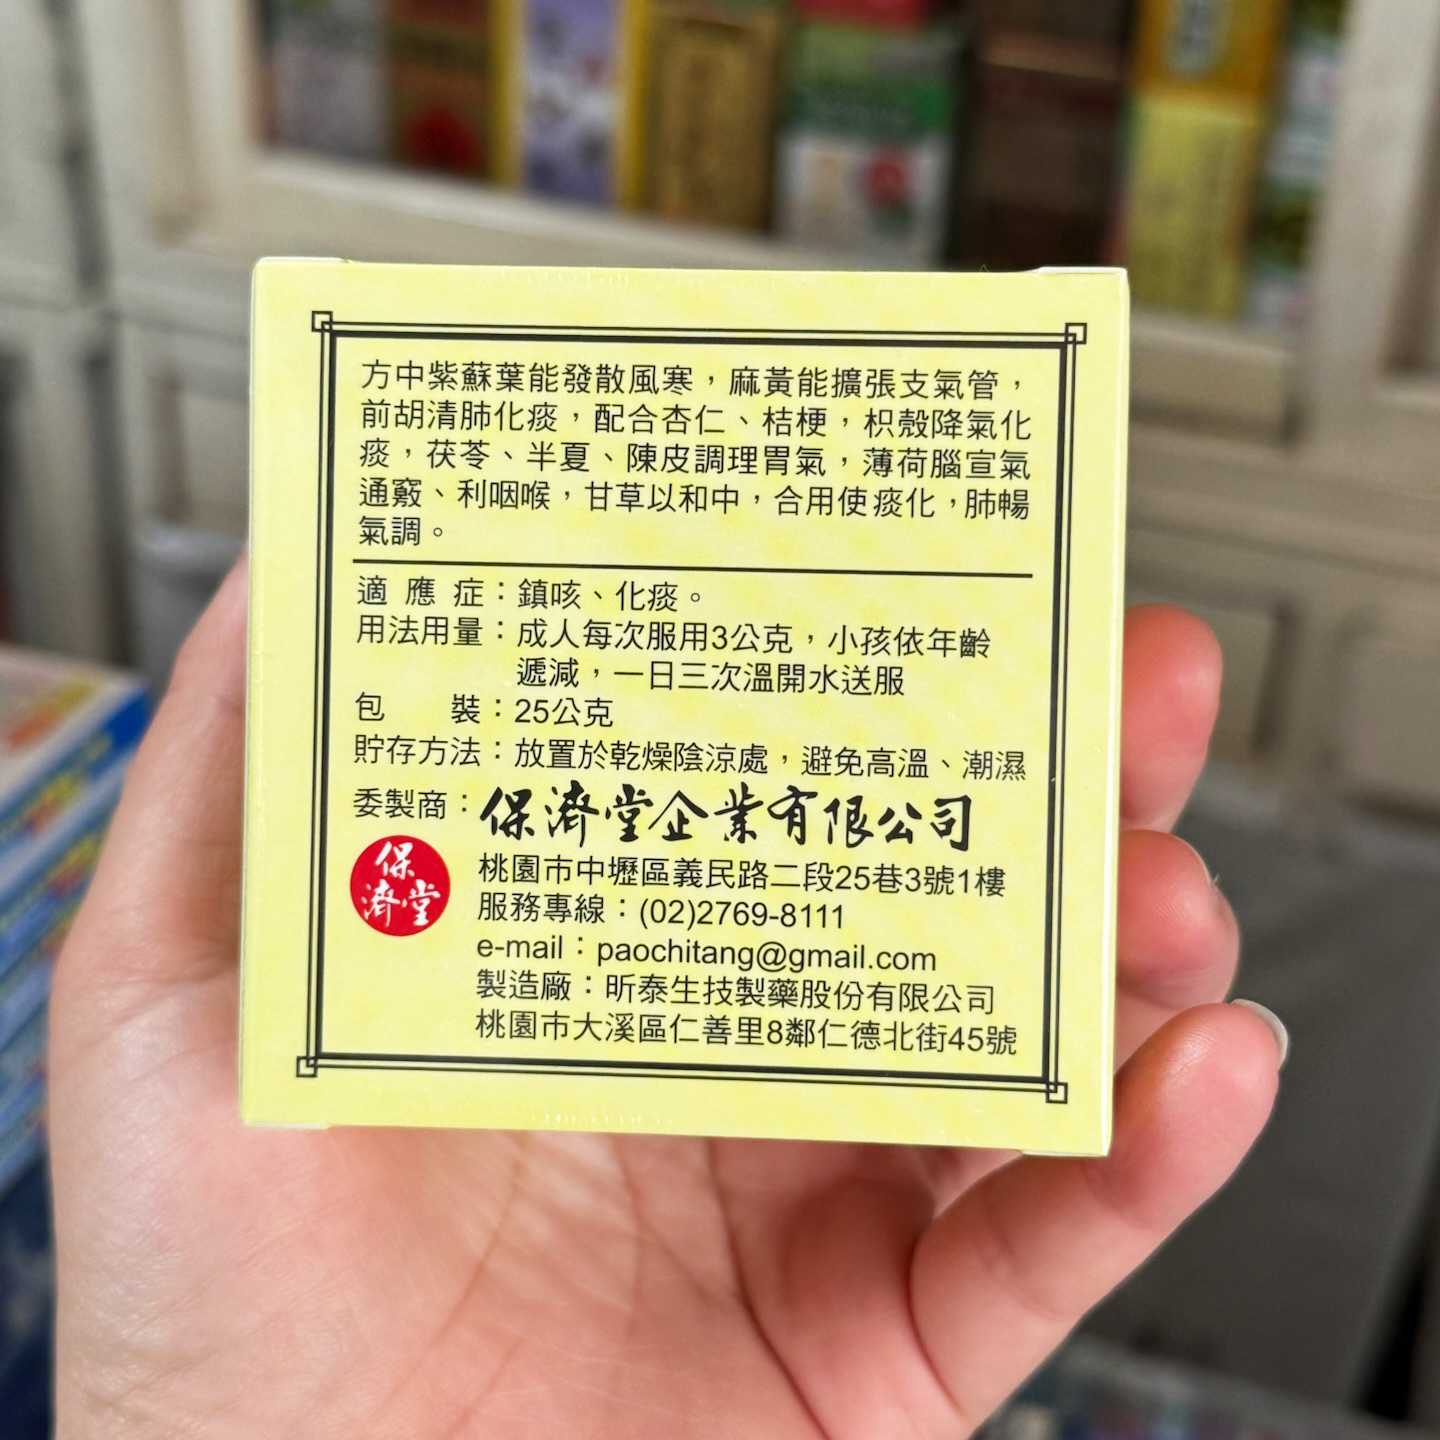 方中紫蘇葉能發散風寒，麻黃能擴張支氣管，
前胡清肺化痰，配合杏仁、桔梗，枳殼降氣化
痰，茯苓、半夏、陳皮調理胃氣，薄荷腦宣氣
通竅、利咽喉，甘草以和中，合用使痰化，肺暢
氣調。
適應症：鎮咳、化痰。
用法用量：成人每次服用3公克，小孩依年齡
遞減，一日三次溫開水送服
包裝：25公克
貯存方法：放置於乾燥陰涼處，避免高溫、潮濕
委製商：保濟堂企業有限公司
保
濟堂
桃園市中壢區義民路二段25巷3號1樓
服務專線：(02)2769-8111
e-mail：paochitang@gmail.com
製造廠：昕泰生技製藥股份有限公司
桃園市大溪區仁善里8鄰仁德北街45號